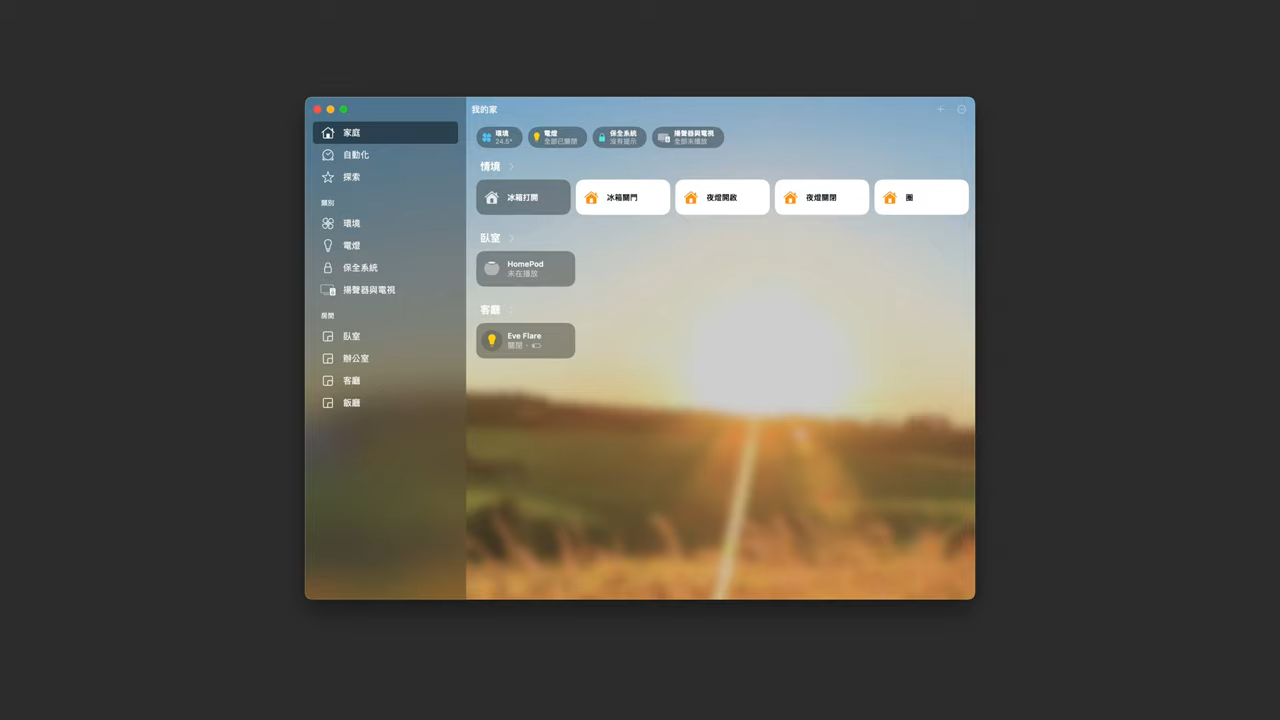 家庭
自動化
探索
類別
環境
電燈
保全系統
揚聲器與電視
房間
臥室
辦公室
客廳
飯廳
我的家
環境
24.5°
電燈
全部已關閉
保全系統
沒有提示
揚聲器與電視
全部未播放
情境
冰箱打開
冰箱關門
夜燈開啟
夜燈關閉
圈
臥室
HomePod
未在播放
客廳
Eve Flare
關閉・